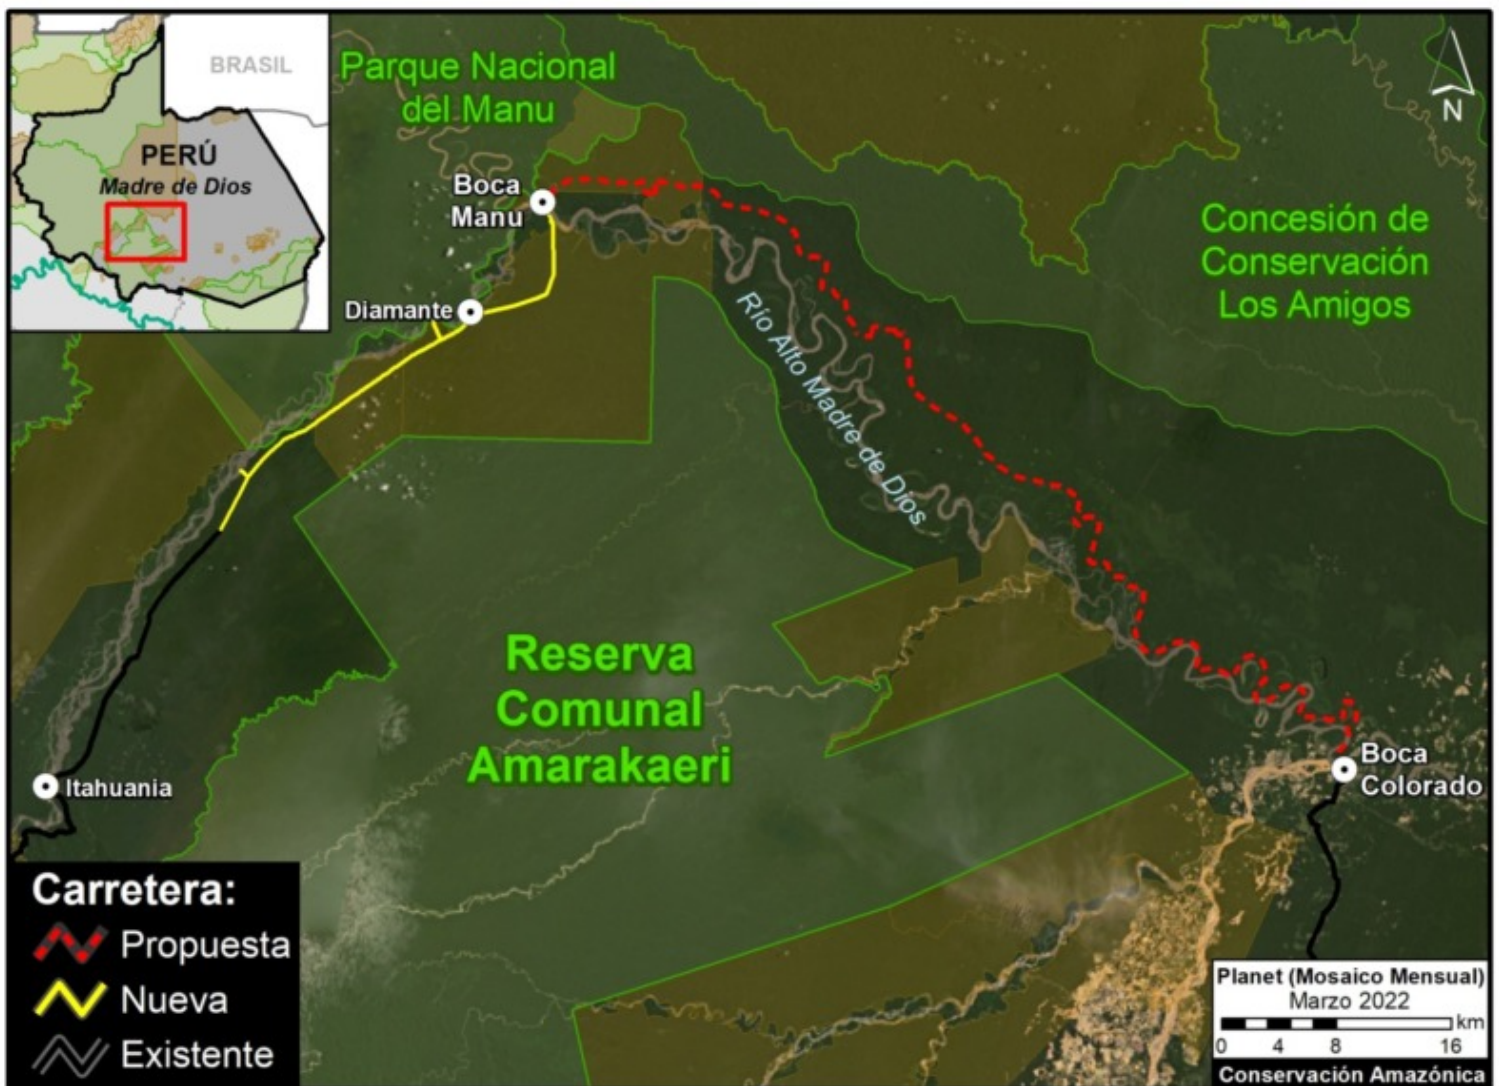 BRASIL
PERÚ
Madre de Dios
Parque Nacional
del Manu
N
Boca
Manu
Concesión de
Conservación
Los Amigos
Diamante
Río Alto Madre de Dios
Reserva
Comunal
Amarakaeri
Itahuania
Boca
Colorado
Carretera:
Propuesta
Nueva
Existente
Planet (Mosaico Mensual)
Marzo 2022
km
0 4 8 16
Conservación Amazónica